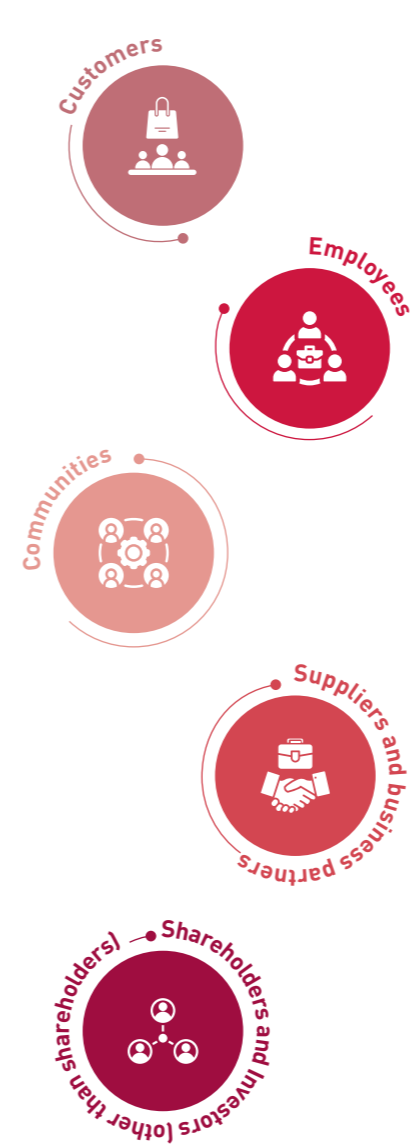 Customers
Employees
Communities
Suppliers and business partners
Shareholders and Investors (other than shareholders)